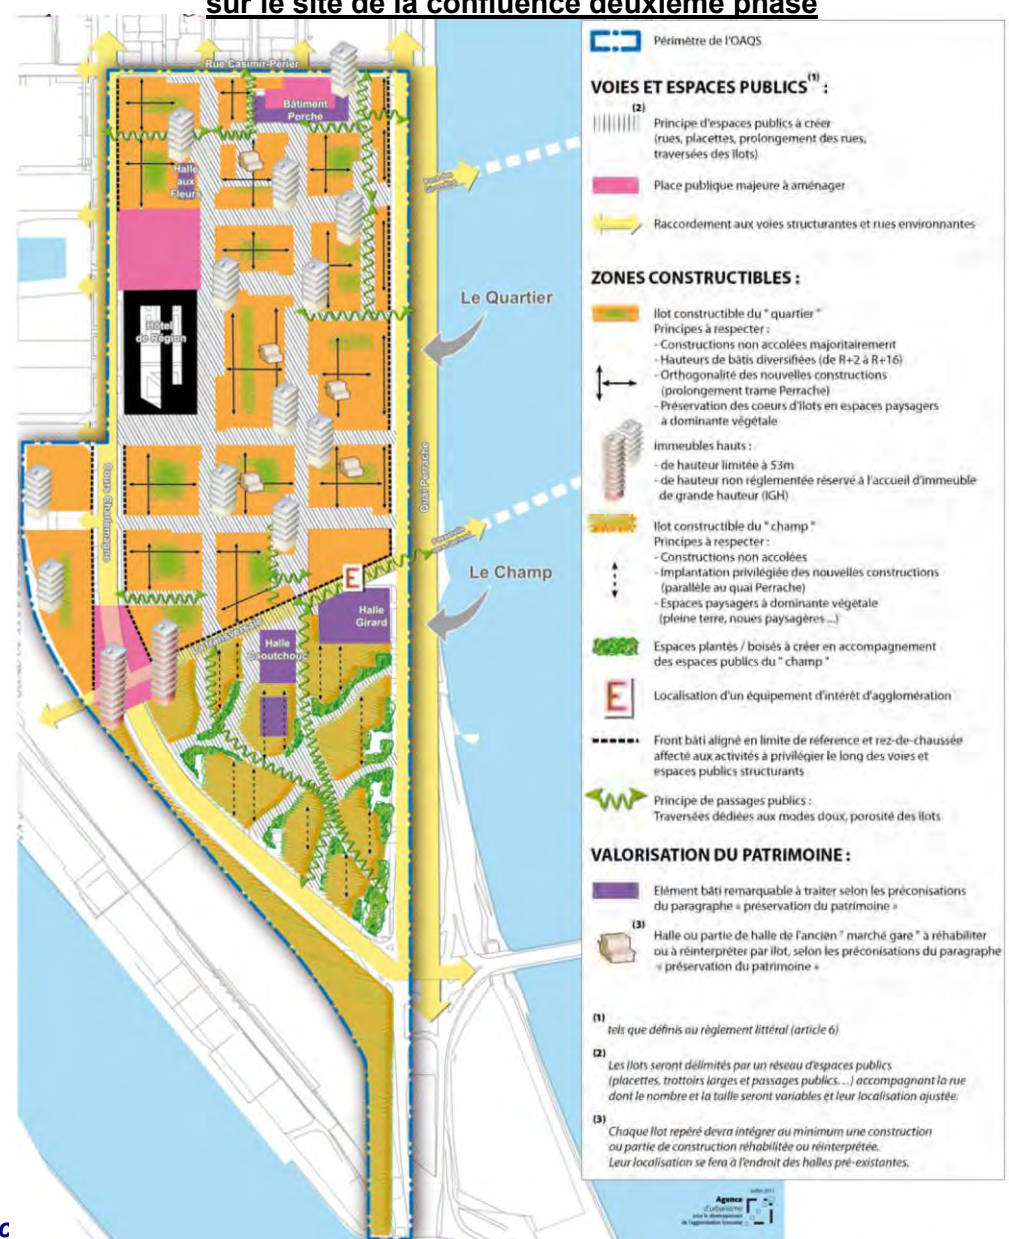 sur le site de la confluence deuxième phase
Rue Casimir-Périer
Bâtiment
Porche
Halle
aux
Fleurs
Hôtel
de Région
Le Quartier
Quai Perrache
Cours Charlemagne
Le Champ
E
Halle
Girard
Halle
Caoutchouc
Périmètre de l'OAQS
VOIES ET ESPACES PUBLICS(1) :
(2)
Principe d'espaces publics à créer
(rues, placettes, prolongement des rues,
traversées des îlots)
Place publique majeure à aménager
Raccordement aux voies structurantes et rues environnantes
ZONES CONSTRUCTIBLES :
Ilot constructible du " quartier "
Principes à respecter :
- Constructions non accolées majoritairement
- Hauteurs de bâtis diversifiées (de R+2 à R+16)
- Orthogonalité des nouvelles constructions
(prolongement trame Perrache)
- Préservation des coeurs d'îlots en espaces paysagers
à dominante végétale
Immeubles hauts :
- de hauteur limitée à 53m
- de hauteur non réglementée réservé à l'accueil d'immeuble
de grande hauteur (IGH)
Ilot constructible du " champ "
Principes à respecter :
- Constructions non accolées
- Implantation privilégiée des nouvelles constructions
(parallèle au quai Perrache)
- Espaces paysagers à dominante végétale
(pleine terre, noues paysagères ...)
Espaces plantés / boisés à créer en accompagnement
des espaces publics du " champ "
E
Localisation d'un équipement d'intérêt d'agglomération
Front bâti aligné en limite de réference et rez-de-chaussée
affecté aux activités à privilégier le long des voies et
espaces publics structurants
Principe de passages publics :
Traversées dédiées aux modes doux, porosité des îlots
VALORISATION DU PATRIMOINE :
Elément bâti remarquable à traiter selon les préconisations
du paragraphe « préservation du patrimoine »
(3)
Halle ou partie de halle de l'ancien " marché gare " à réhabiliter
ou à réinterpréter par ilot, selon les préconisations du paragraphe
« préservation du patrimoine »
(1)
tels que définis au règlement littéral (article 6)
(2)
Les îlots seront délimités par un réseau d'espaces publics
(placettes, trottoirs larges et passages publics...) accompagnant la rue
dont le nombre et la taille seront variables et leur localisation ajustée.
(3)
Chaque îlot repéré devra intégrer au minimum une construction
ou partie de construction réhabilitée ou réinterprétée.
Leur localisation se fera à l'endroit des halles pré-existantes.
Agence
d'urbanisme
pour le développement
de l'agglomération lyonnaise